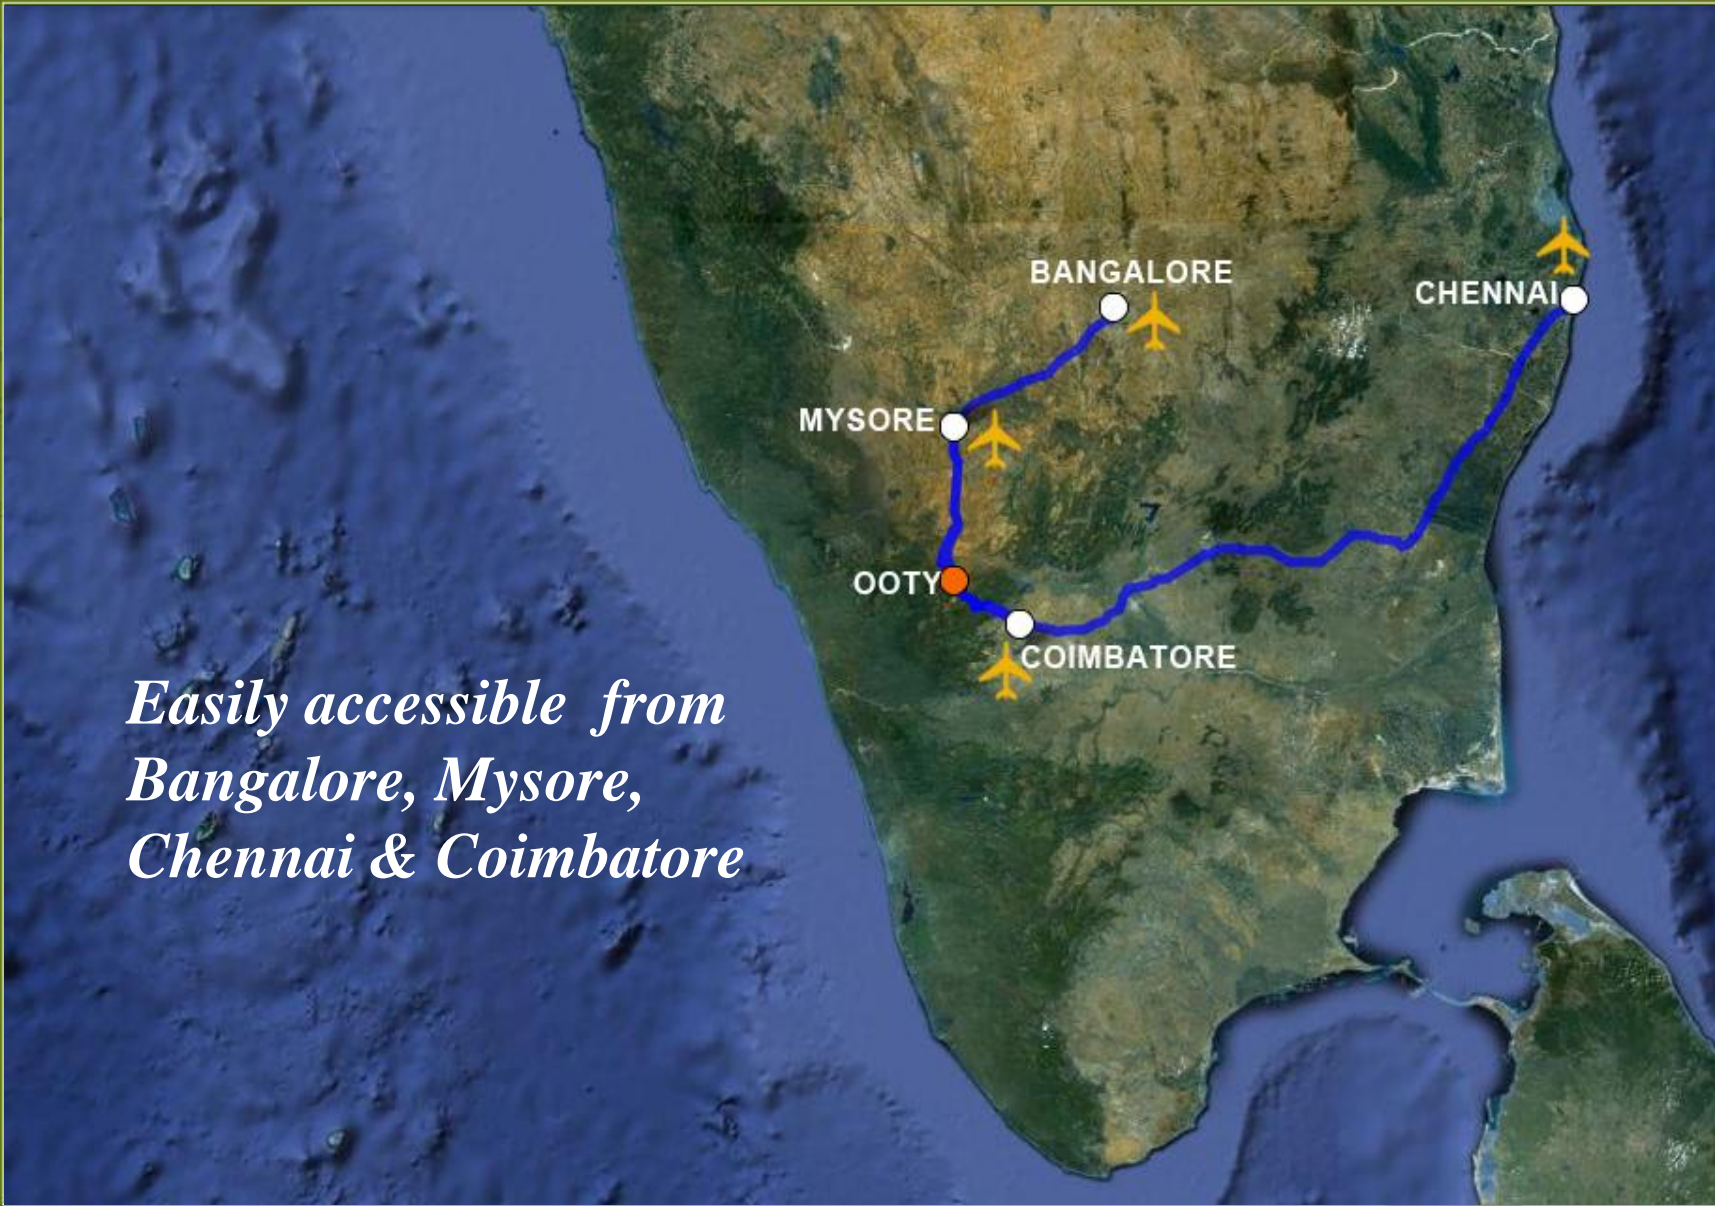 BANGALORE
CHENNAI
MYSORE
OOTY
COIMBATORE
Easily accessible from
Bangalore, Mysore,
Chennai & Coimbatore